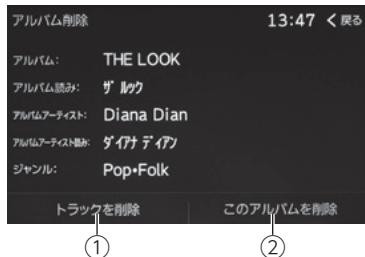 アルバム削除 13:47 く戻る
アルバム: THE LOOK
アルバム読み: ザ ルック
アルバムアーティスト: Diana Dian
アルバムアーティスト読み: ダイアナ ディアン
ジャンル: Pop•Folk
トラックを削除 このアルバムを削除
① ②